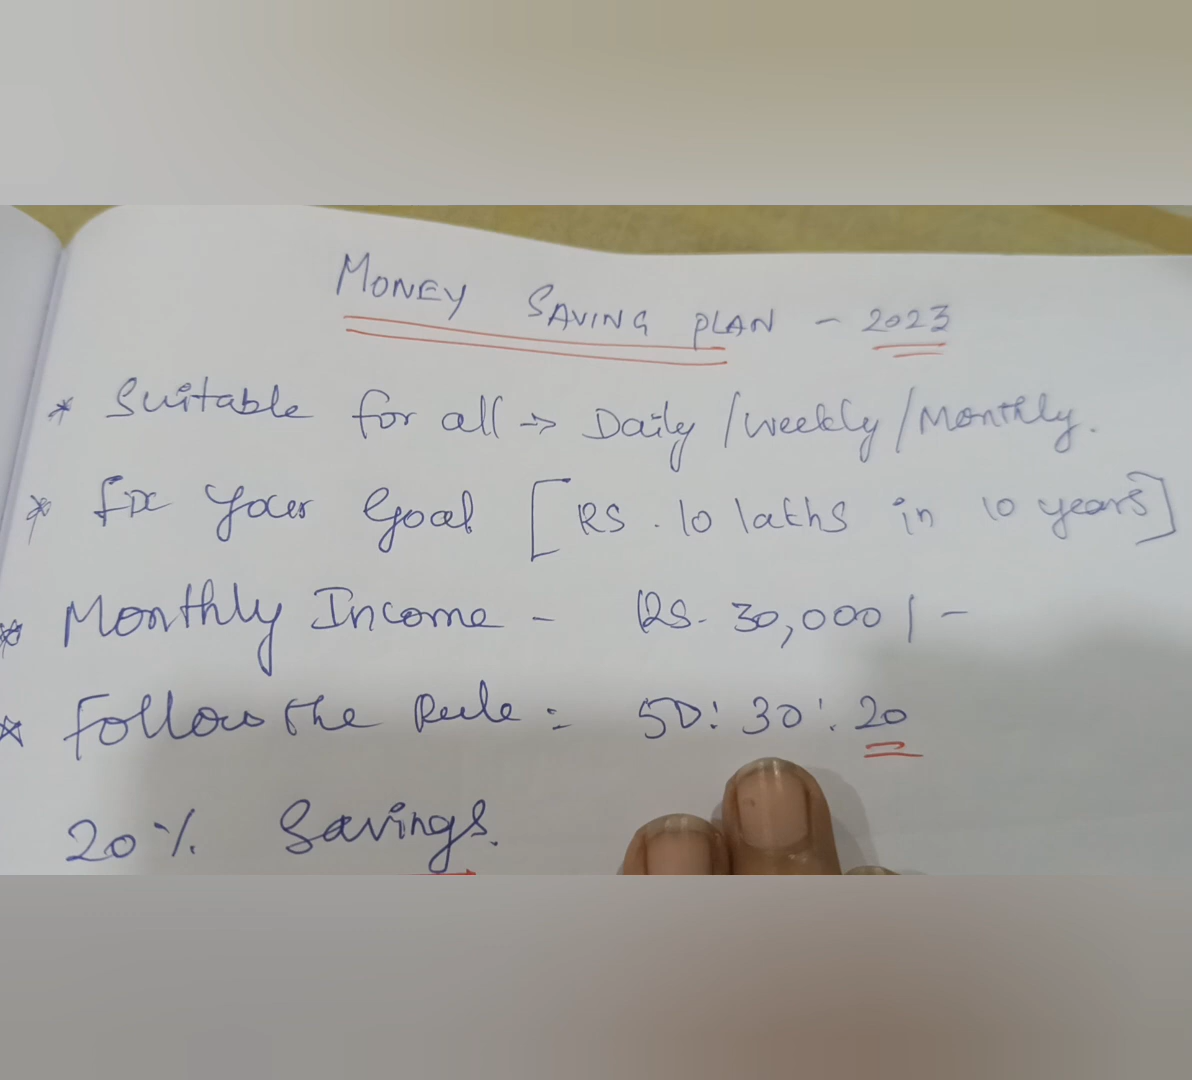 MONEY SAVING PLAN - 2023
* Suitable for all → Daily / Weekly / Monthly.
* Fix your Goal [RS. 10 lakhs in 10 years]
* Monthly Income - RS. 30,000/-
* Follow the Rule = 50: 30: 20
20% Savings.